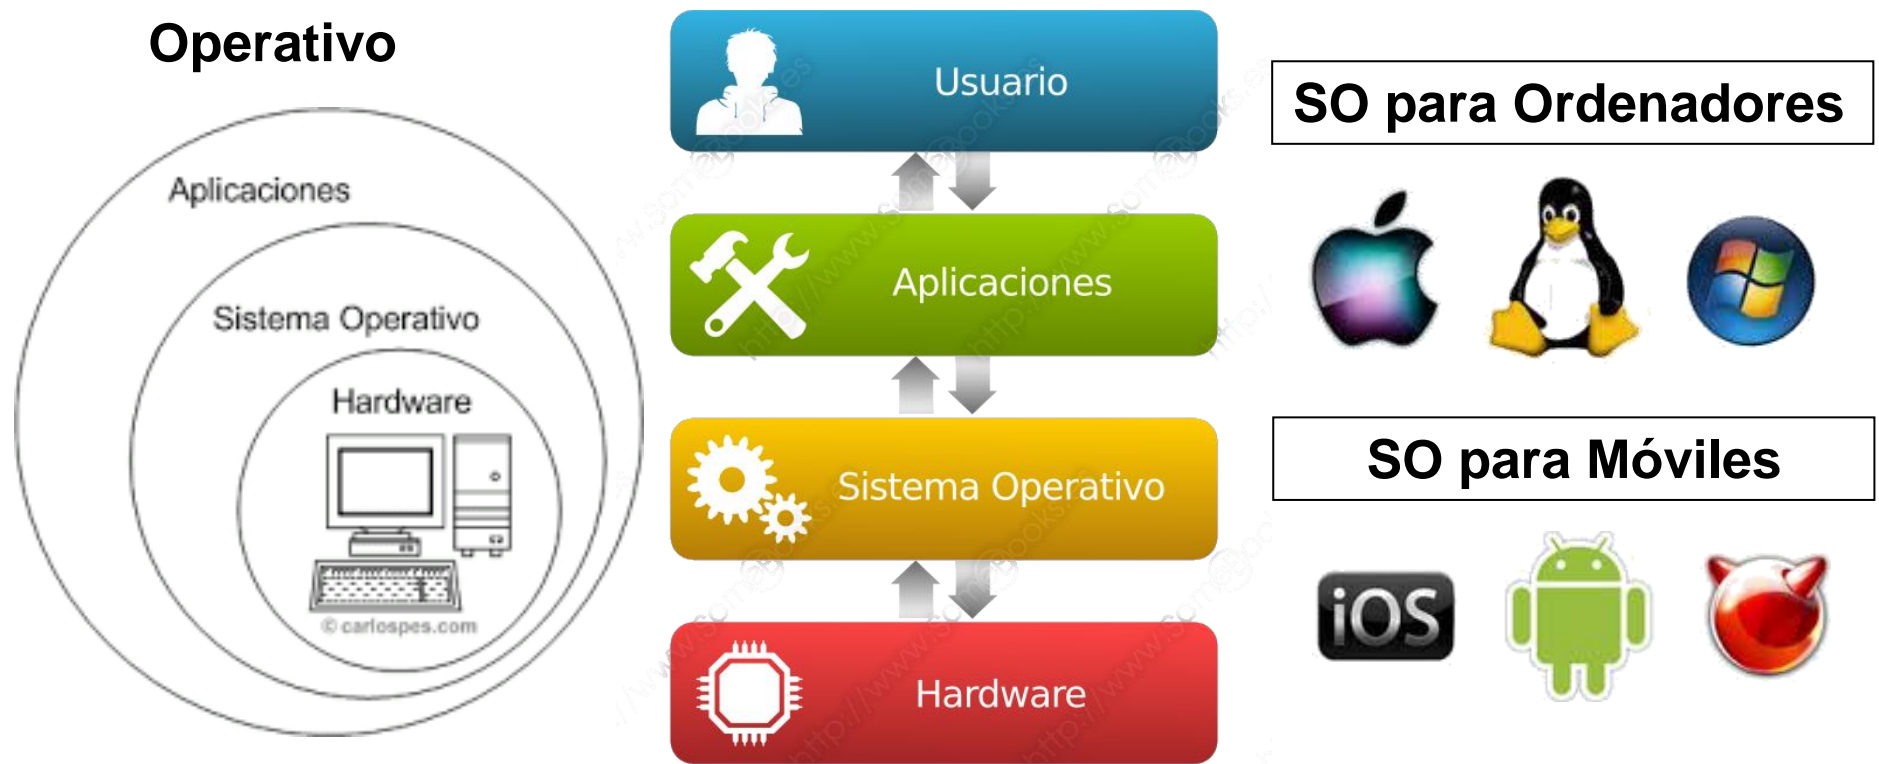 Operativo
Aplicaciones
Sistema Operativo
Hardware
© carlospes.com
Usuario
Aplicaciones
Sistema Operativo
Hardware
SO para Ordenadores
SO para Móviles
iOS